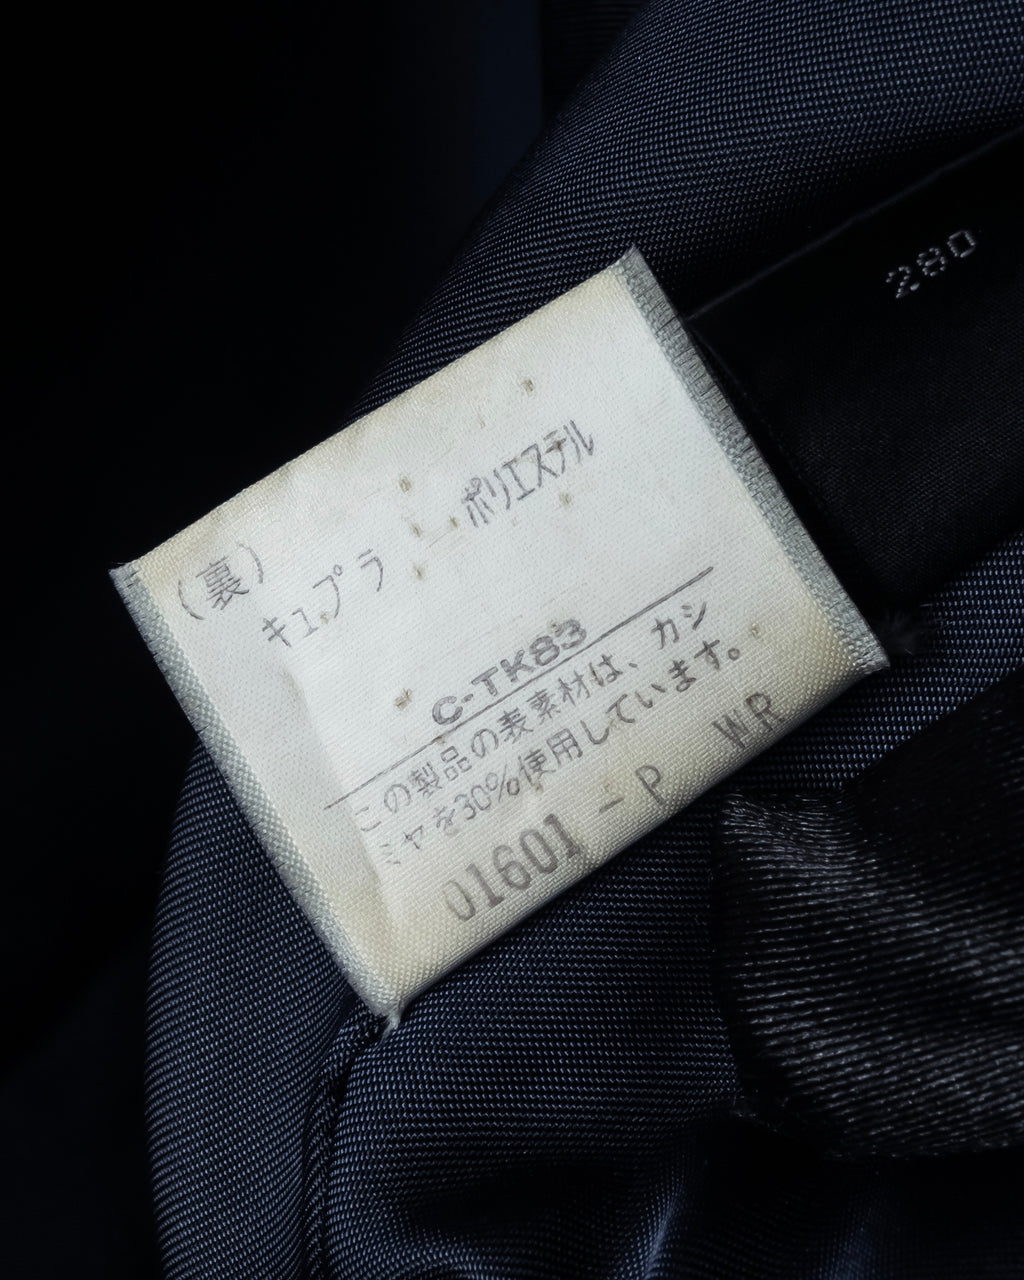 280
(裏)
キュプラ ポリエステル
C-TK83
この製品の表素材は、カシ
ミヤを30%使用しています。
01601 - P WR